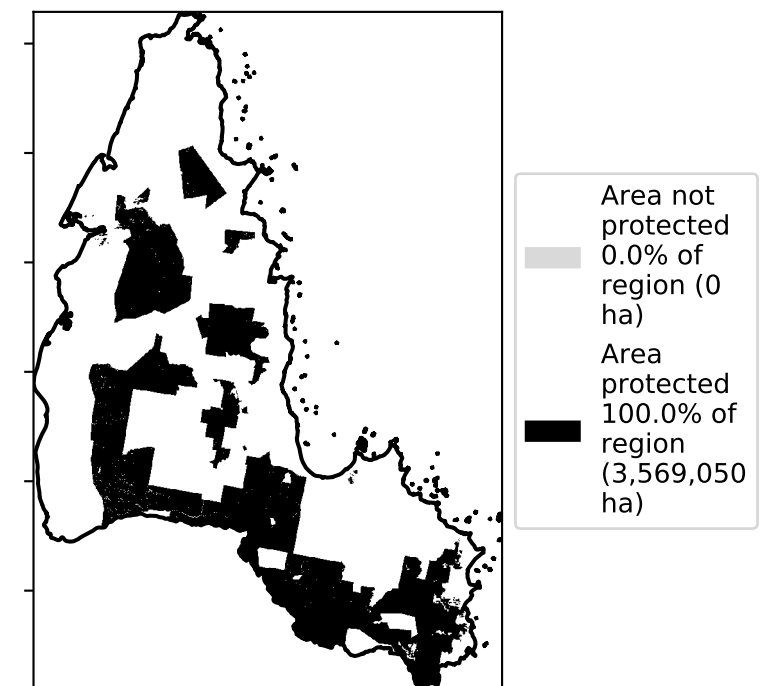 Area not
protected
0.0% of
region (0
ha)
Area
protected
100.0% of
region
(3,569,050
ha)